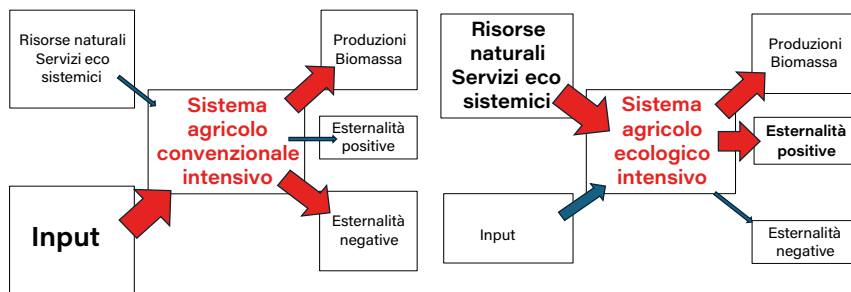 Risorse naturali
Servizi eco
sistemici
Produzioni
Biomassa
Sistema
agricolo
convenzionale
intensivo
Esternalità
positive
Input
Esternalità
negative
Risorse
naturali
Servizi eco
sistemici
Produzioni
Biomassa
Sistema
agricolo
ecologico
intensivo
Esternalità
positive
Input
Esternalità
negative